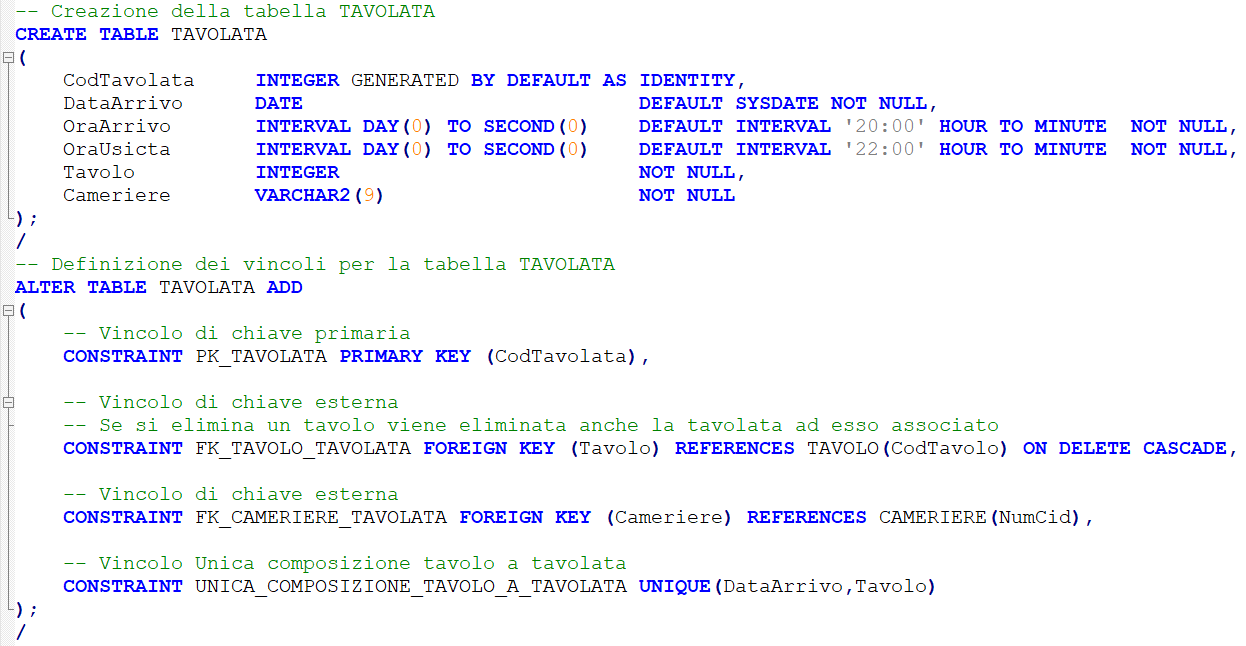 -- Creazione della tabella TAVOLATA
CREATE TABLE TAVOLATA
(
    CodTavolata     INTEGER GENERATED BY DEFAULT AS IDENTITY,
    DataArrivo      DATE                            DEFAULT SYSDATE NOT NULL,
    OraArrivo       INTERVAL DAY(0) TO SECOND(0)    DEFAULT INTERVAL '20:00' HOUR TO MINUTE  NOT NULL,
    OraUsicta       INTERVAL DAY(0) TO SECOND(0)    DEFAULT INTERVAL '22:00' HOUR TO MINUTE  NOT NULL,
    Tavolo          INTEGER                         NOT NULL,
    Cameriere       VARCHAR2(9)                     NOT NULL
);
/
-- Definizione dei vincoli per la tabella TAVOLATA
ALTER TABLE TAVOLATA ADD
(
    -- Vincolo di chiave primaria
    CONSTRAINT PK_TAVOLATA PRIMARY KEY (CodTavolata),

    -- Vincolo di chiave esterna
    -- Se si elimina un tavolo viene eliminata anche la tavolata ad esso associato
    CONSTRAINT FK_TAVOLO_TAVOLATA FOREIGN KEY (Tavolo) REFERENCES TAVOLO(CodTavolo) ON DELETE CASCADE,

    -- Vincolo di chiave esterna
    CONSTRAINT FK_CAMERIERE_TAVOLATA FOREIGN KEY (Cameriere) REFERENCES CAMERIERE(NumCid),

    -- Vincolo Unica composizione tavolo a tavolata
    CONSTRAINT UNICA_COMPOSIZIONE_TAVOLO_A_TAVOLATA UNIQUE(DataArrivo,Tavolo)
);
/